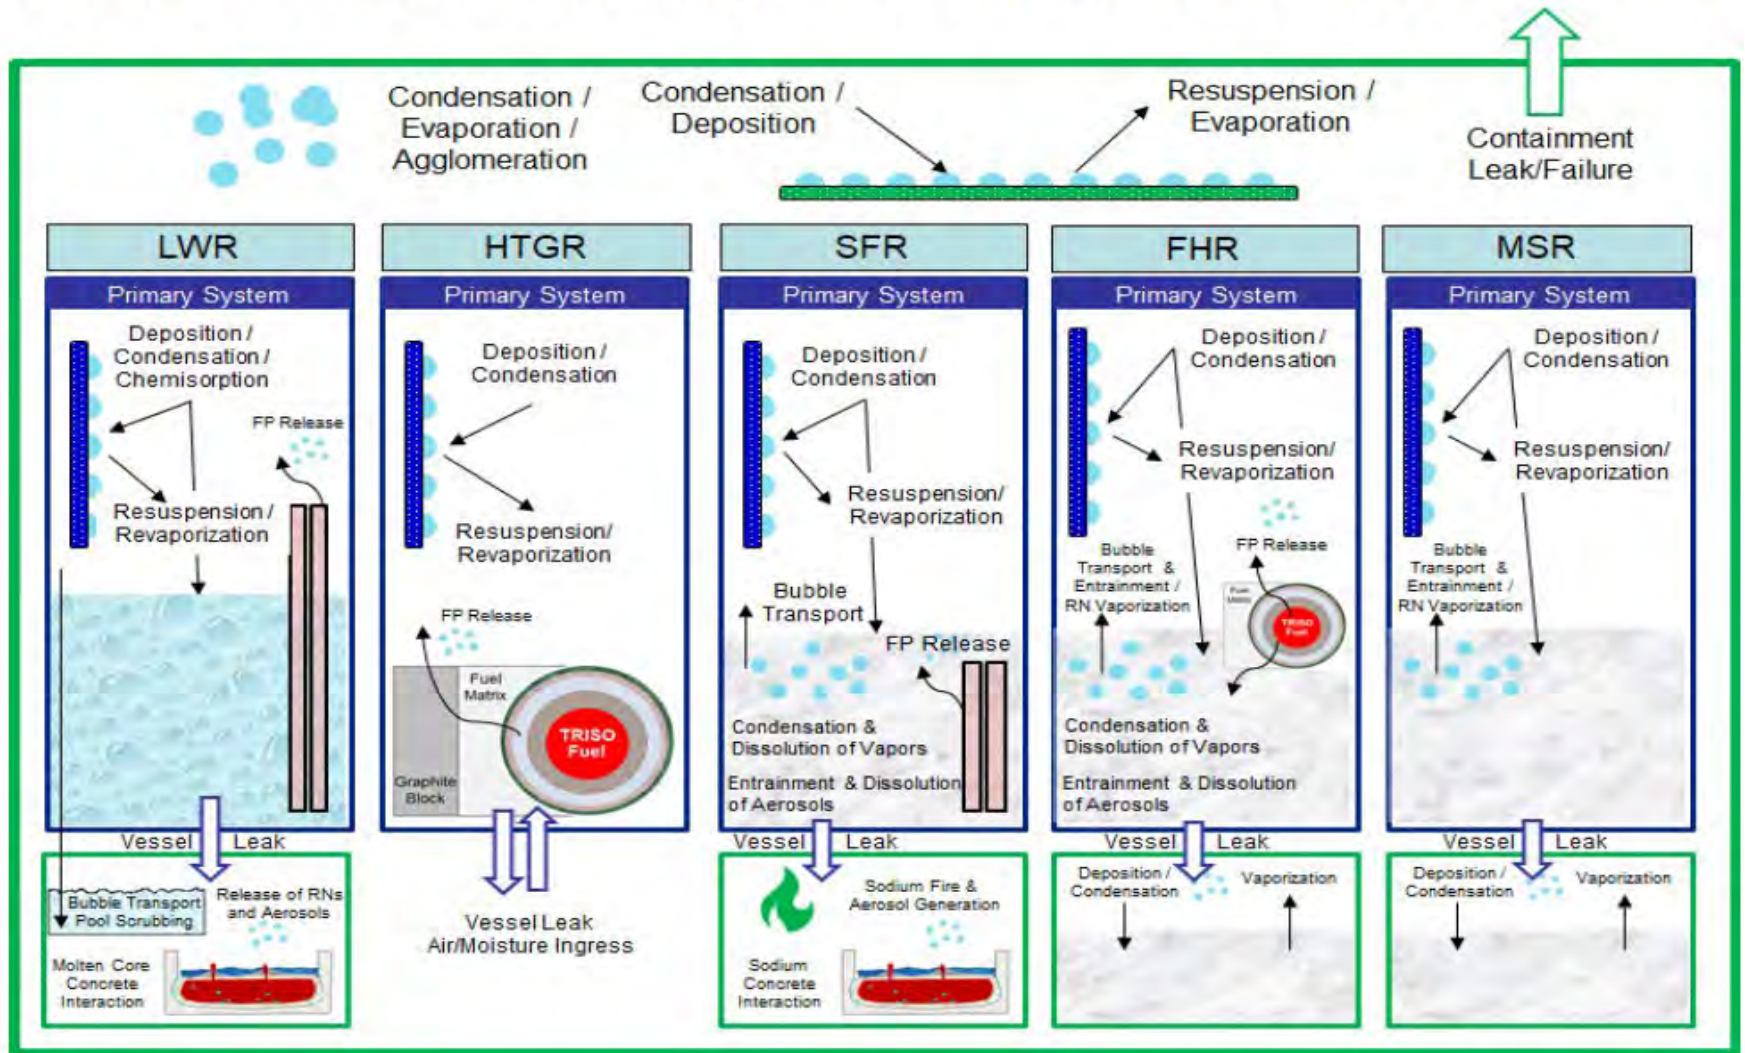 Condensation /
Evaporation /
Agglomeration
Condensation /
Deposition
Resuspension /
Evaporation
Containment
Leak/Failure
LWR
Primary System
Deposition /
Condensation /
Chemisorption
FP Release
Resuspension /
Revaporization
Vessel Leak
Bubble Transport
Pool Scrubbing
Release of RNs
and Aerosols
Molten Core
Concrete
Interaction
HTGR
Primary System
Deposition /
Condensation
Resuspension/
Revaporization
FP Release
Fuel
Matrix
TRISO
Fuel
Graphite
Block
Vessel Leak
Air/Moisture Ingress
SFR
Primary System
Deposition /
Condensation
Resuspension/
Revaporization
Bubble
Transport
FP Release
Condensation &
Dissolution of Vapors
Entrainment & Dissolution
of Aerosols
Vessel Leak
Sodium Fire &
Aerosol Generation
Sodium
Concrete
Interaction
FHR
Primary System
Deposition /
Condensation
Resuspension/
Revaporization
FP Release
Bubble
Transport &
Entrainment /
RN Vaporization
Fuel
Matrix
TRISO
Fuel
Condensation &
Dissolution of Vapors
Entrainment & Dissolution
of Aerosols
Vessel Leak
Deposition /
Condensation
Vaporization
MSR
Primary System
Deposition /
Condensation
Resuspension/
Revaporization
Bubble
Transport &
Entrainment /
RN Vaporization
Vessel Leak
Deposition /
Condensation
Vaporization